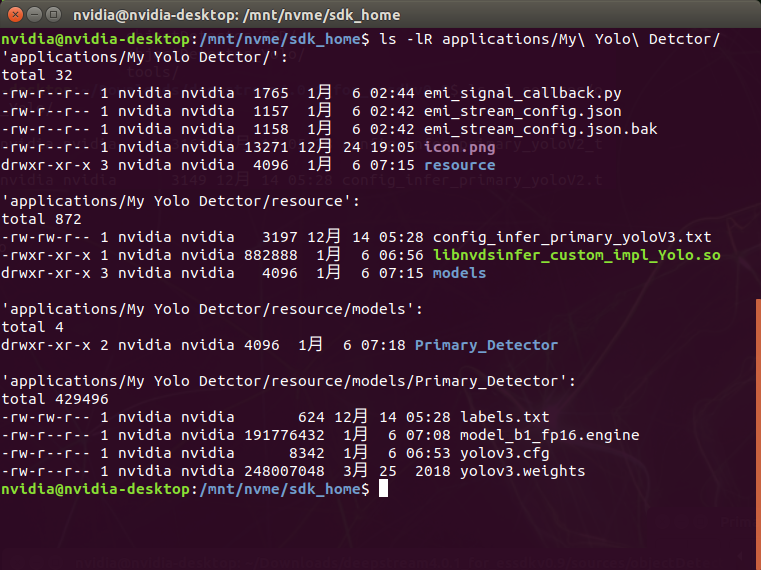 nvidia@nvidia-desktop: /mnt/nvme/sdk_home
nvidia@nvidia-desktop:/mnt/nvme/sdk_home$ ls -lR applications/My\ Yolo\ Detctor/
'applications/My Yolo Detctor/':
total 32
-rw-r--r-- 1 nvidia nvidia  1765  1月  6 02:44 emi_signal_callback.py
-rw-r--r-- 1 nvidia nvidia  1157  1月  6 02:42 emi_stream_config.json
-rw-r--r-- 1 nvidia nvidia  1158  1月  6 02:42 emi_stream_config.json.bak
-rw-r--r-- 1 nvidia nvidia 13271 12月 24 19:05 icon.png
drwxr-xr-x 3 nvidia nvidia  4096  1月  6 07:15 resource
'applications/My Yolo Detctor/resource':
total 872
-rw-rw-r-- 1 nvidia nvidia   3197 12月 14 05:28 config_infer_primary_yoloV3.txt
-rwxr-xr-x 1 nvidia nvidia 882888  1月  6 06:56 libnvdsinfer_custom_impl_Yolo.so
drwxr-xr-x 3 nvidia nvidia   4096  1月  6 07:15 models
'applications/My Yolo Detctor/resource/models':
total 4
drwxr-xr-x 2 nvidia nvidia 4096  1月  6 07:18 Primary_Detector
'applications/My Yolo Detctor/resource/models/Primary_Detector':
total 429496
-rw-rw-r-- 1 nvidia nvidia       624 12月 14 05:28 labels.txt
-rw-r--r-- 1 nvidia nvidia 191776432  1月  6 07:08 model_b1_fp16.engine
-rw-r--r-- 1 nvidia nvidia      8342  1月  6 06:53 yolov3.cfg
-rw-r--r-- 1 nvidia nvidia 248007048  3月 25  2018 yolov3.weights
nvidia@nvidia-desktop:/mnt/nvme/sdk_home$